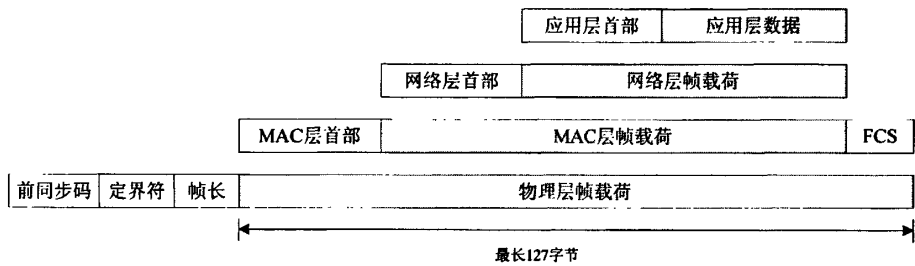 应用层首部 应用层数据
网络层首部 网络层帧载荷
MAC层首部 MAC层帧载荷 FCS
前同步码 定界符 帧长 物理层帧载荷
最长127字节